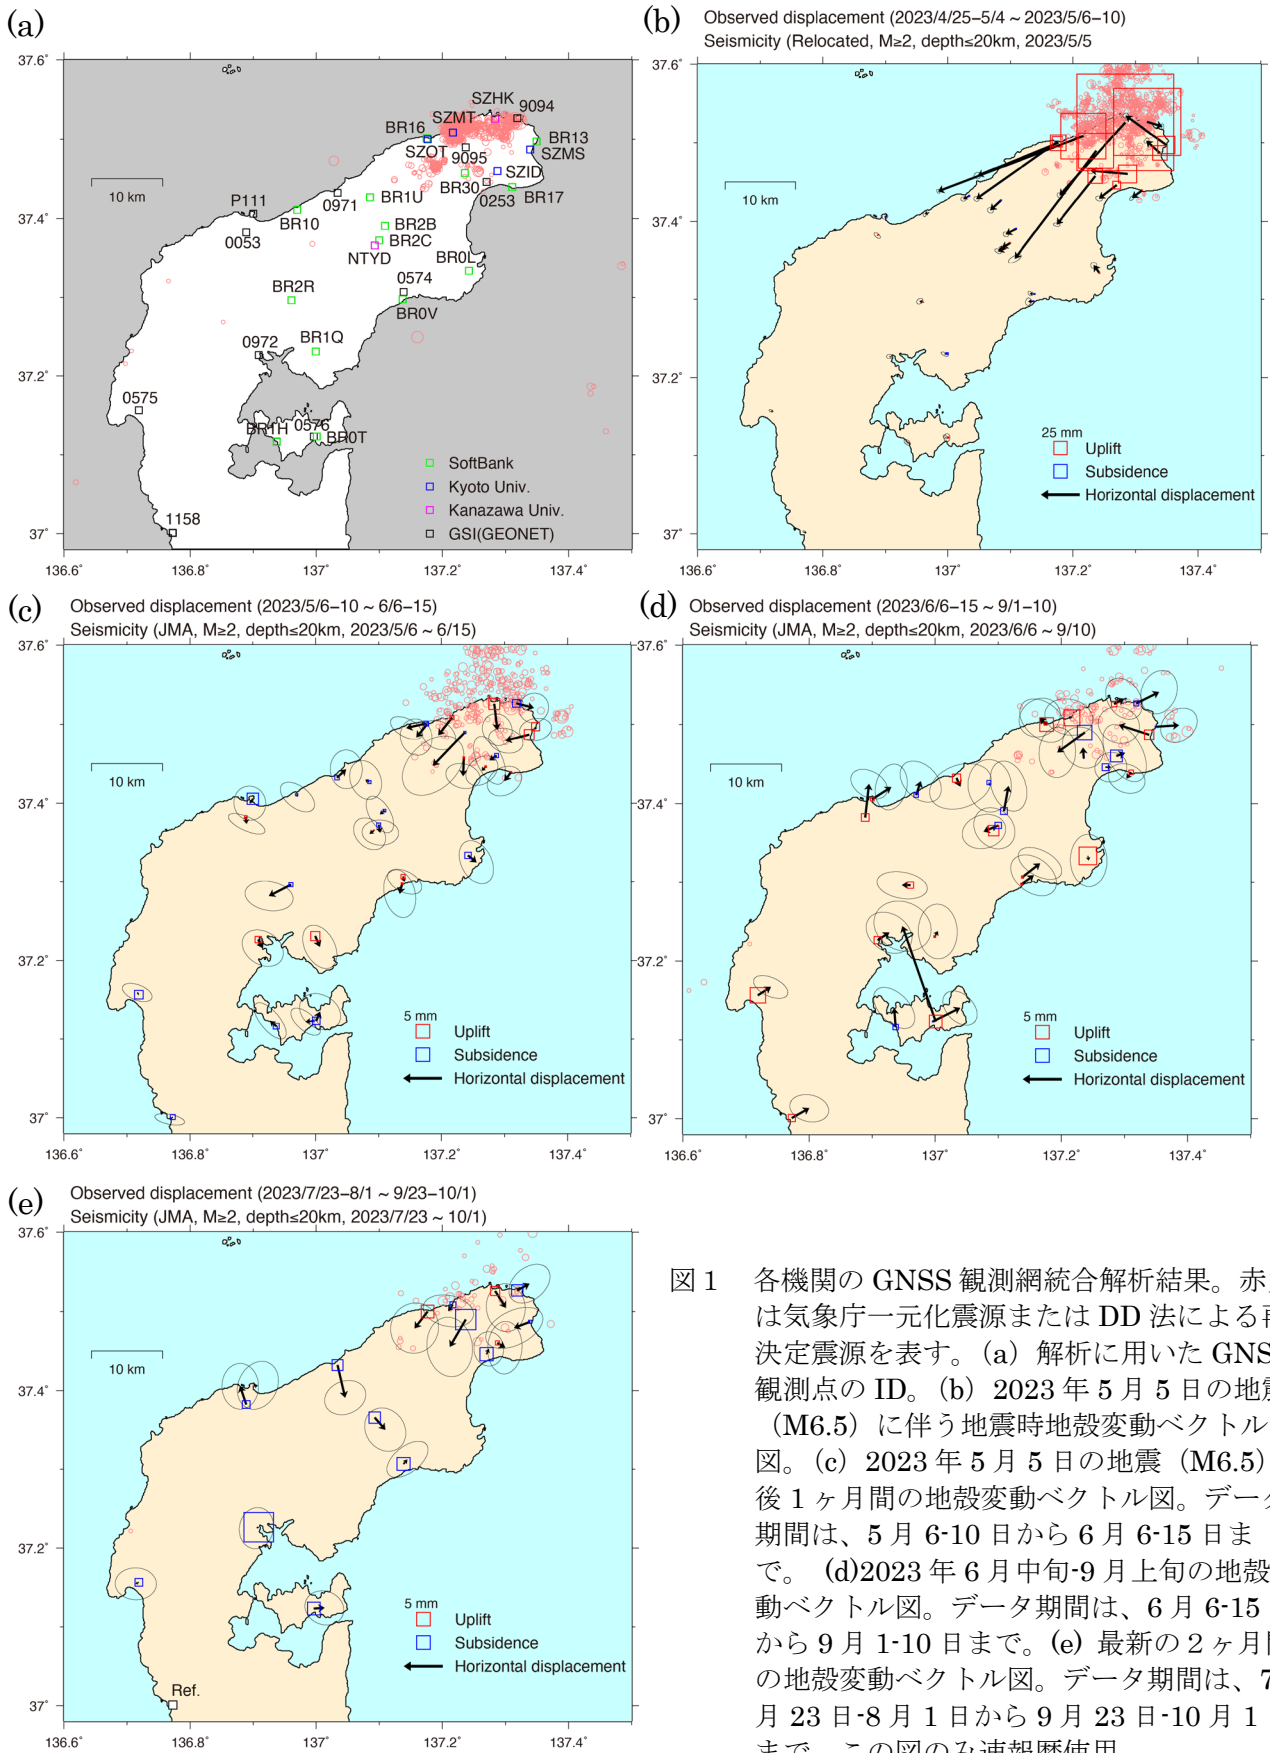 (a)
37.6°
37.4°
37.2°
37°
136.6°
136.8°
137°
137.2°
137.4°
10 km
SZHK
9094
SZMT
BR16
BR13
SZOT
9095
SZMS
SZID
BR30
0253
BR17
P111
0971
BR1U
BR10
0053
BR2B
BR2C
NTYD
BR0L
0574
BR2R
BR0V
0972
BR1Q
0575
BR1H
0576
BR0T
1158
SoftBank
Kyoto Univ.
Kanazawa Univ.
GSI(GEONET)
(b)
Observed displacement (2023/4/25−5/4 ~ 2023/5/6−10)
Seismicity (Relocated, M≥2, depth≤20km, 2023/5/5
37.6°
37.4°
37.2°
37°
136.6°
136.8°
137°
137.2°
137.4°
10 km
25 mm
Uplift
Subsidence
Horizontal displacement
(c)
Observed displacement (2023/5/6−10 ~ 6/6−15)
Seismicity (JMA, M≥2, depth≤20km, 2023/5/6 ~ 6/15)
37.6°
37.4°
37.2°
37°
136.6°
136.8°
137°
137.2°
137.4°
10 km
5 mm
Uplift
Subsidence
Horizontal displacement
(d)
Observed displacement (2023/6/6−15 ~ 9/1−10)
Seismicity (JMA, M≥2, depth≤20km, 2023/6/6 ~ 9/10)
37.6°
37.4°
37.2°
37°
136.6°
136.8°
137°
137.2°
137.4°
10 km
5 mm
Uplift
Subsidence
Horizontal displacement
(e)
Observed displacement (2023/7/23−8/1 ~ 9/23−10/1)
Seismicity (JMA, M≥2, depth≤20km, 2023/7/23 ~ 10/1)
37.6°
37.4°
37.2°
37°
136.6°
136.8°
137°
137.2°
137.4°
10 km
5 mm
Uplift
Subsidence
Horizontal displacement
Ref.
図１ 各機関の GNSS 観測網統合解析結果。赤
は気象庁一元化震源または DD 法による再
決定震源を表す。(a) 解析に用いた GNS
観測点の ID。(b) 2023 年 5 月 5 日の地震
（M6.5）に伴う地震時地殻変動ベクトル
図。(c) 2023 年 5 月 5 日の地震（M6.5）
後 1 ヶ月間の地殻変動ベクトル図。データ
期間は、5 月 6-10 日から 6 月 6-15 日ま
で。 (d)2023 年 6 月中旬-9 月上旬の地殻
動ベクトル図。データ期間は、6 月 6-15
から 9 月 1-10 日まで。(e) 最新の２ヶ月間
の地殻変動ベクトル図。データ期間は、7
月 23 日-8 月 1 日から 9 月 23 日-10 月 1
まで。この図のみ速報暦使用